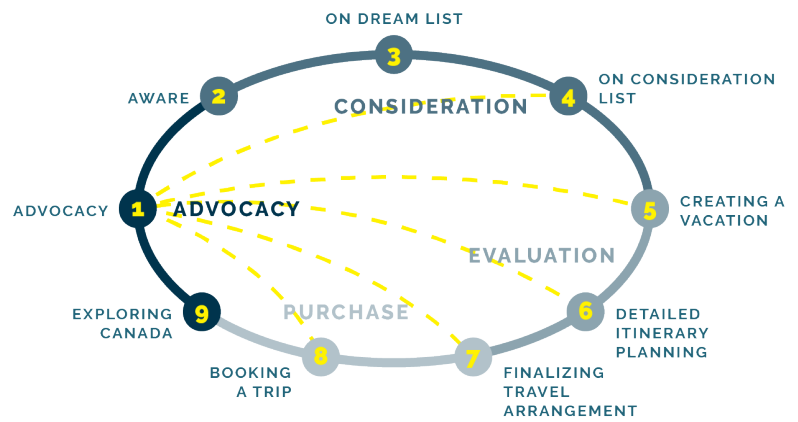 ON DREAM LIST
3
2
AWARE
4
ON CONSIDERATION
LIST
CONSIDERATION
1
ADVOCACY
ADVOCACY
5
CREATING A
VACATION
EVALUATION
9
EXPLORING
CANADA
PURCHASE
6
DETAILED
ITINERARY
PLANNING
8
BOOKING
A TRIP
7
FINALIZING
TRAVEL
ARRANGEMENT